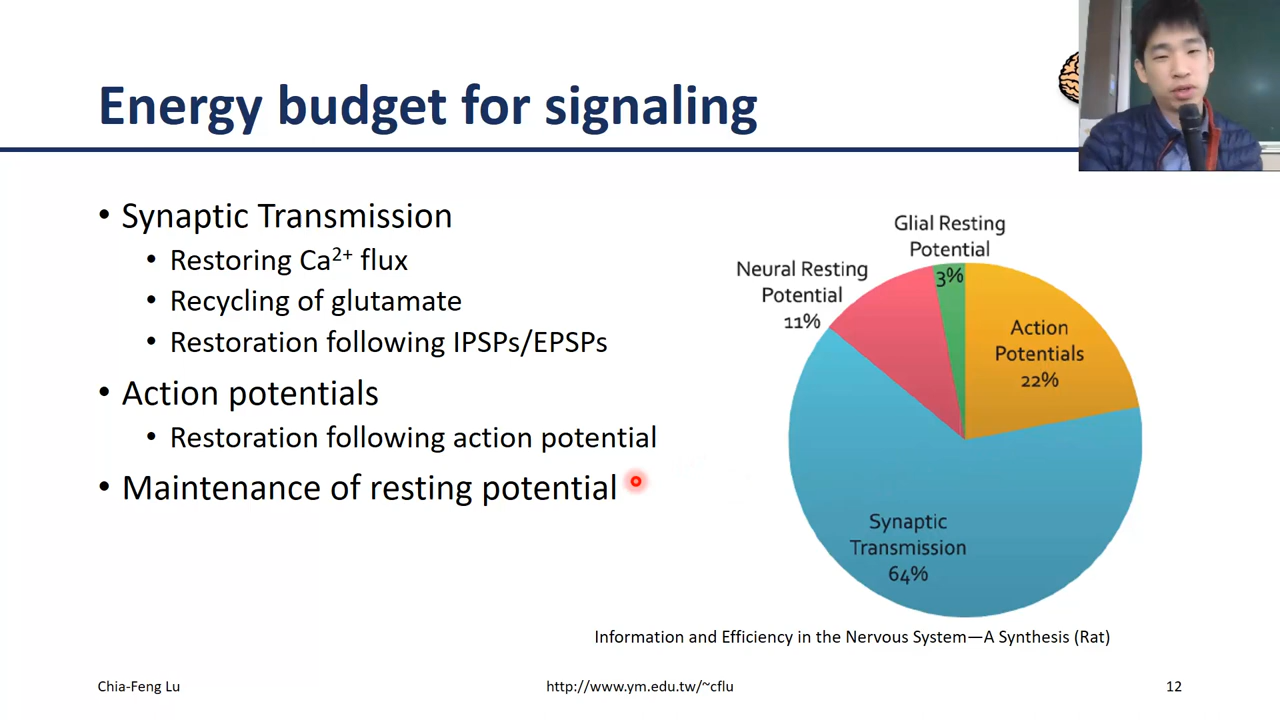 Energy budget for signaling
• Synaptic Transmission
• Restoring Ca²⁺ flux
• Recycling of glutamate
• Restoration following IPSPs/EPSPs
• Action potentials
• Restoration following action potential
• Maintenance of resting potential
Glial Resting
Potential
3%
Neural Resting
Potential
11%
Action
Potentials
22%
Synaptic
Transmission
64%
Information and Efficiency in the Nervous System—A Synthesis (Rat)
Chia-Feng Lu
http://www.ym.edu.tw/~cflu
12